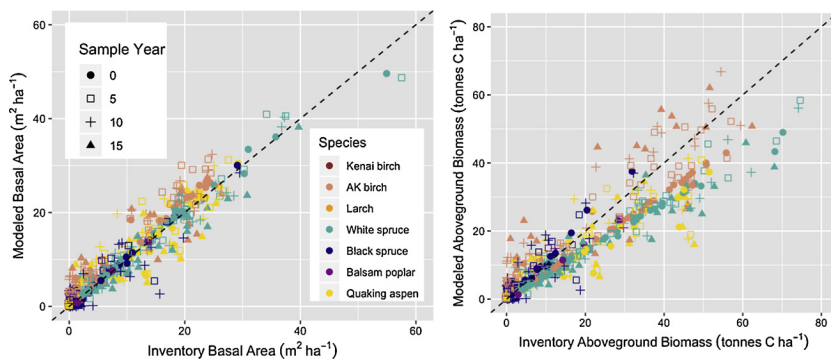 60
40
20
0
0
20
40
60
Modeled Basal Area (m² ha⁻¹)
Inventory Basal Area (m² ha⁻¹)
Sample Year
0
5
10
15
Species
Kenai birch
AK birch
Larch
White spruce
Black spruce
Balsam poplar
Quaking aspen
80
60
40
20
0
0
20
40
60
80
Modeled Aboveground Biomass (tonnes C ha⁻¹)
Inventory Aboveground Biomass (tonnes C ha⁻¹)